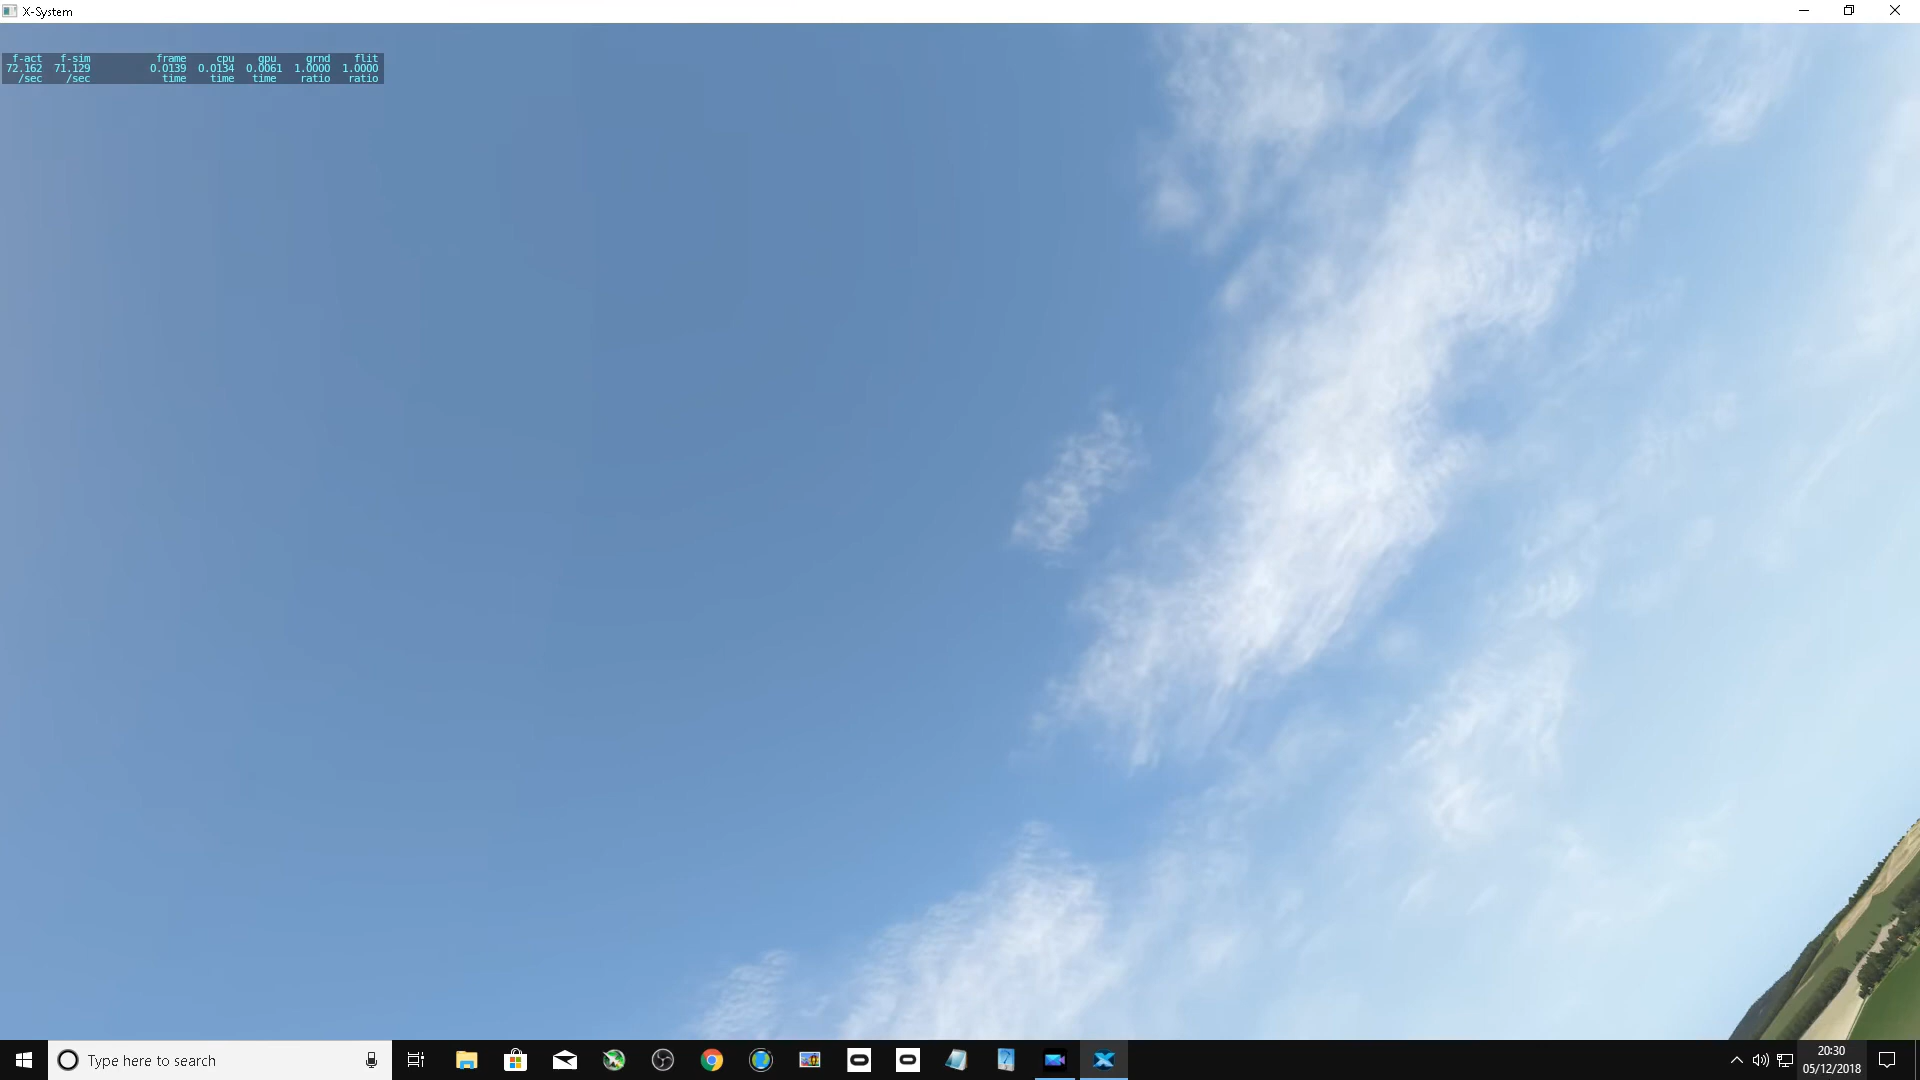 X-System
f-act f-sim frame cpu gpu grnd flit
72.162 71.129 0.0139 0.0134 0.0061 1.0000 1.0000
/sec /sec time time time ratio ratio
Type here to search
20:30
05/12/2018